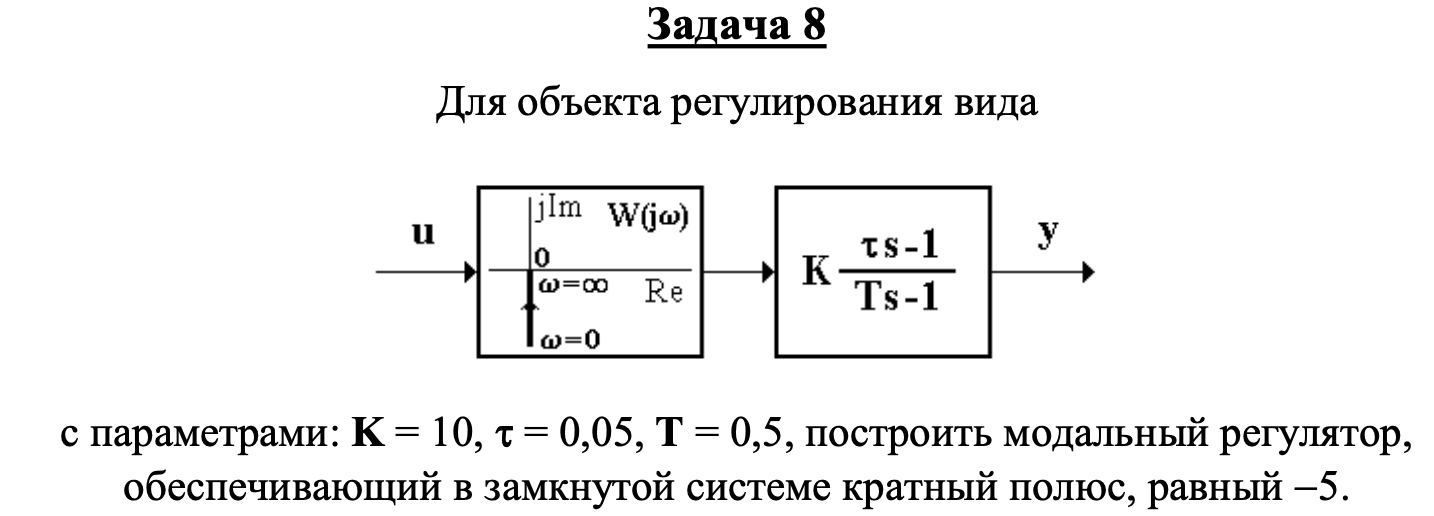 Задача 8
Для объекта регулирования вида
u
jIm W(jω)
0
ω=∞ Re
ω=0
K τs-1
Ts-1
y
с параметрами: K = 10, τ = 0,05, T = 0,5, построить модальный регулятор,
обеспечивающий в замкнутой системе кратный полюс, равный −5.